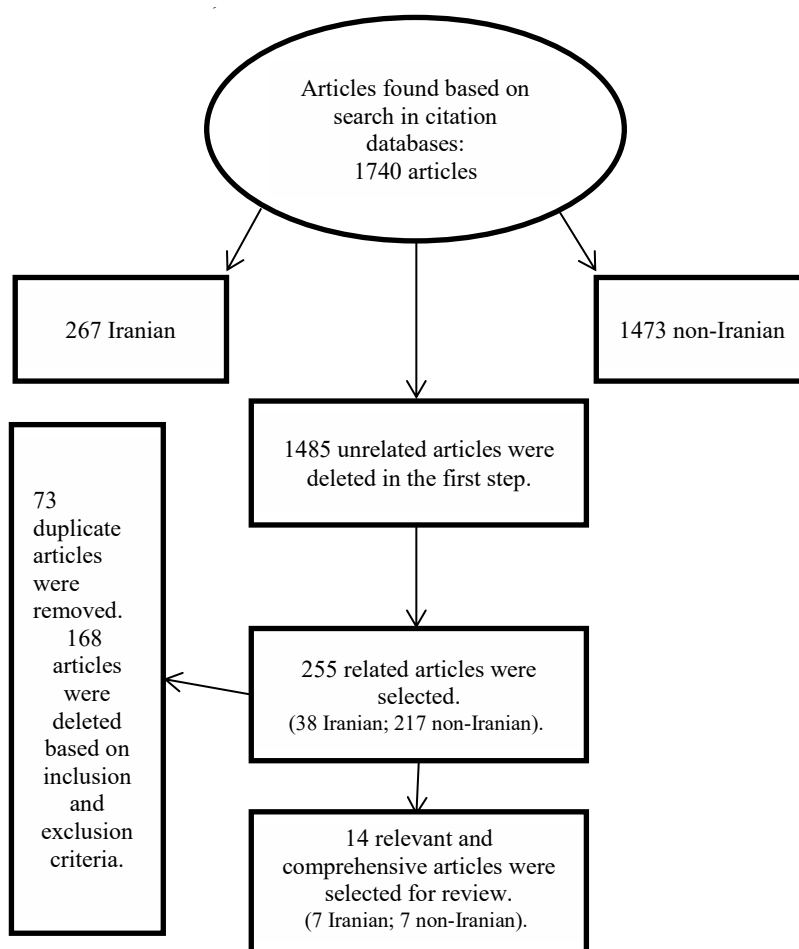 Articles found based on
search in citation
databases:
1740 articles
267 Iranian
1473 non-Iranian
1485 unrelated articles were
deleted in the first step.
73
duplicate
articles
were
removed.
168
articles
were
deleted
based on
inclusion
and
exclusion
criteria.
255 related articles were
selected.
(38 Iranian; 217 non-Iranian).
14 relevant and
comprehensive articles were
selected for review.
(7 Iranian; 7 non-Iranian).